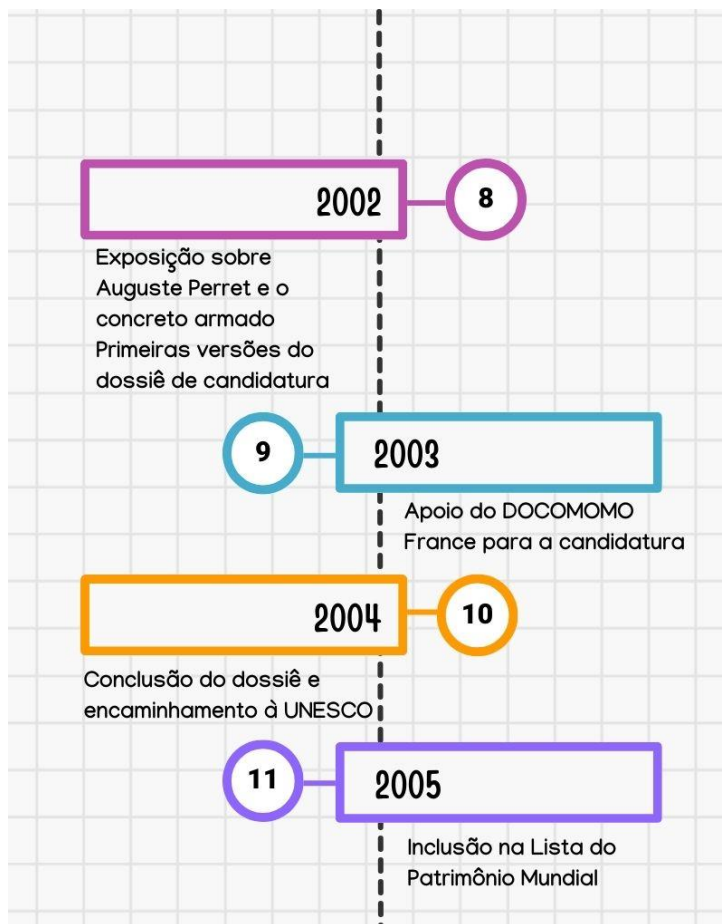 2002
8
Exposição sobre
Auguste Perret e o
concreto armado
Primeiras versões do
dossiê de candidatura
9
2003
Apoio do DOCOMOMO
France para a candidatura
2004
10
Conclusão do dossiê e
encaminhamento à UNESCO
11
2005
Inclusão na Lista do
Patrimônio Mundial